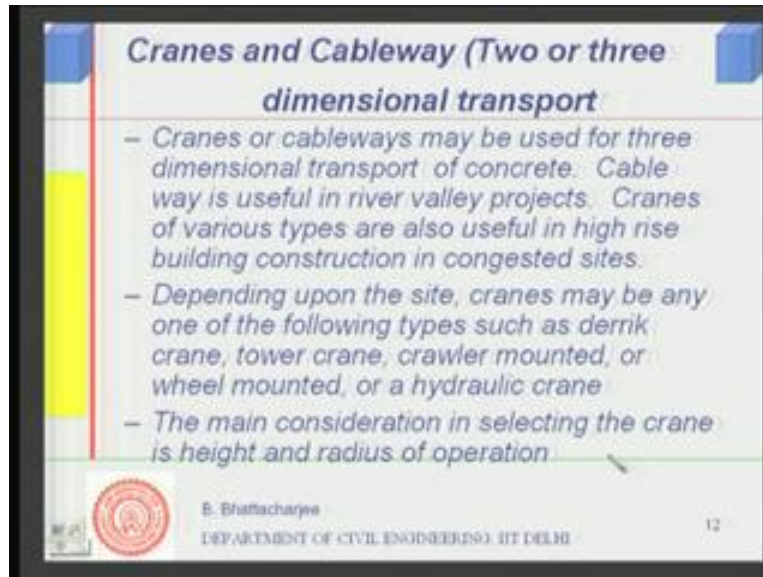 Cranes and Cableway (Two or three
dimensional transport
– Cranes or cableways may be used for three
dimensional transport of concrete. Cable
way is useful in river valley projects. Cranes
of various types are also useful in high rise
building construction in congested sites.
– Depending upon the site, cranes may be any
one of the following types such as derrik
crane, tower crane, crawler mounted, or
wheel mounted, or a hydraulic crane
– The main consideration in selecting the crane
is height and radius of operation
B. Bhattacharjee
DEPARTMENT OF CIVIL ENGINEERING, IIT DELHI
12